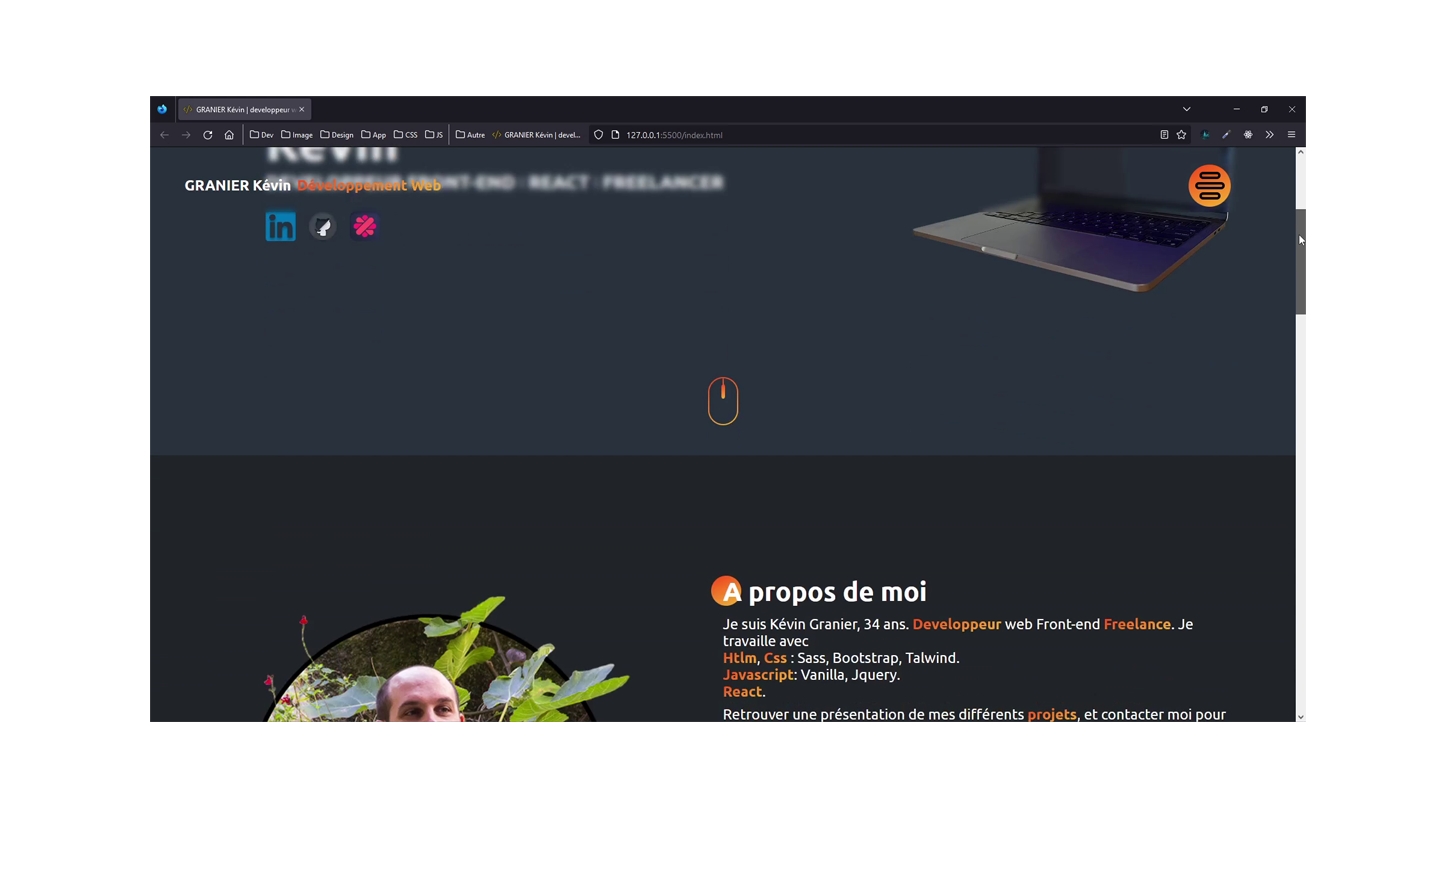 GRANIER Kévin | developpeur w
Dev Image Design App CSS JS Autre GRANIER Kévin | devel... 127.0.0.1:5500/index.html
Kévin
GRANIER Kévin Développement Web
FRONT-END | REACT | FREELANCER
in
A propos de moi
Je suis Kévin Granier, 34 ans. Developpeur web Front-end Freelance. Je
travaille avec
Htlm, Css : Sass, Bootstrap, Talwind.
Javascript: Vanilla, Jquery.
React.
Retrouver une présentation de mes différents projets, et contacter moi pour